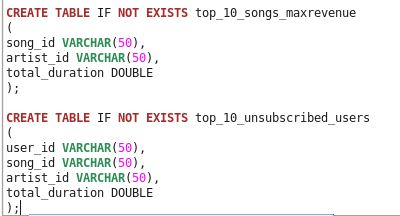 CREATE TABLE IF NOT EXISTS top_10_songs_maxrevenue
(
song_id VARCHAR(50),
artist_id VARCHAR(50),
total_duration DOUBLE
);

CREATE TABLE IF NOT EXISTS top_10_unsubscribed_users
(
user_id VARCHAR(50),
song_id VARCHAR(50),
artist_id VARCHAR(50),
total_duration DOUBLE
);